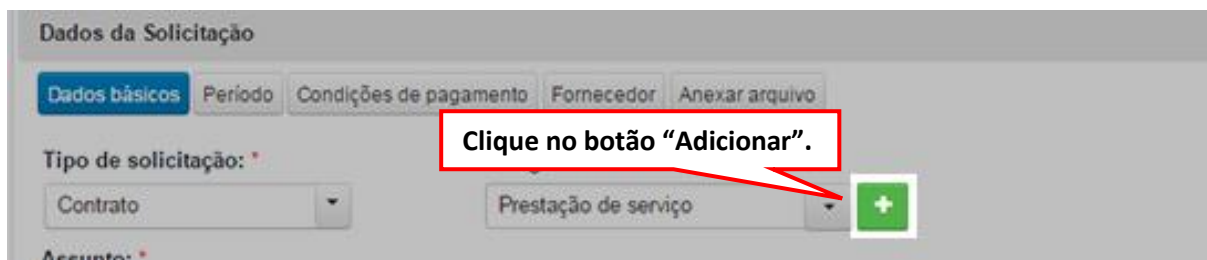 Dados da Solicitação
Dados básicos Período Condições de pagamento Fornecedor Anexar arquivo
Clique no botão “Adicionar”.
Tipo de solicitação: *
Contrato Prestação de serviço
Assunto: *